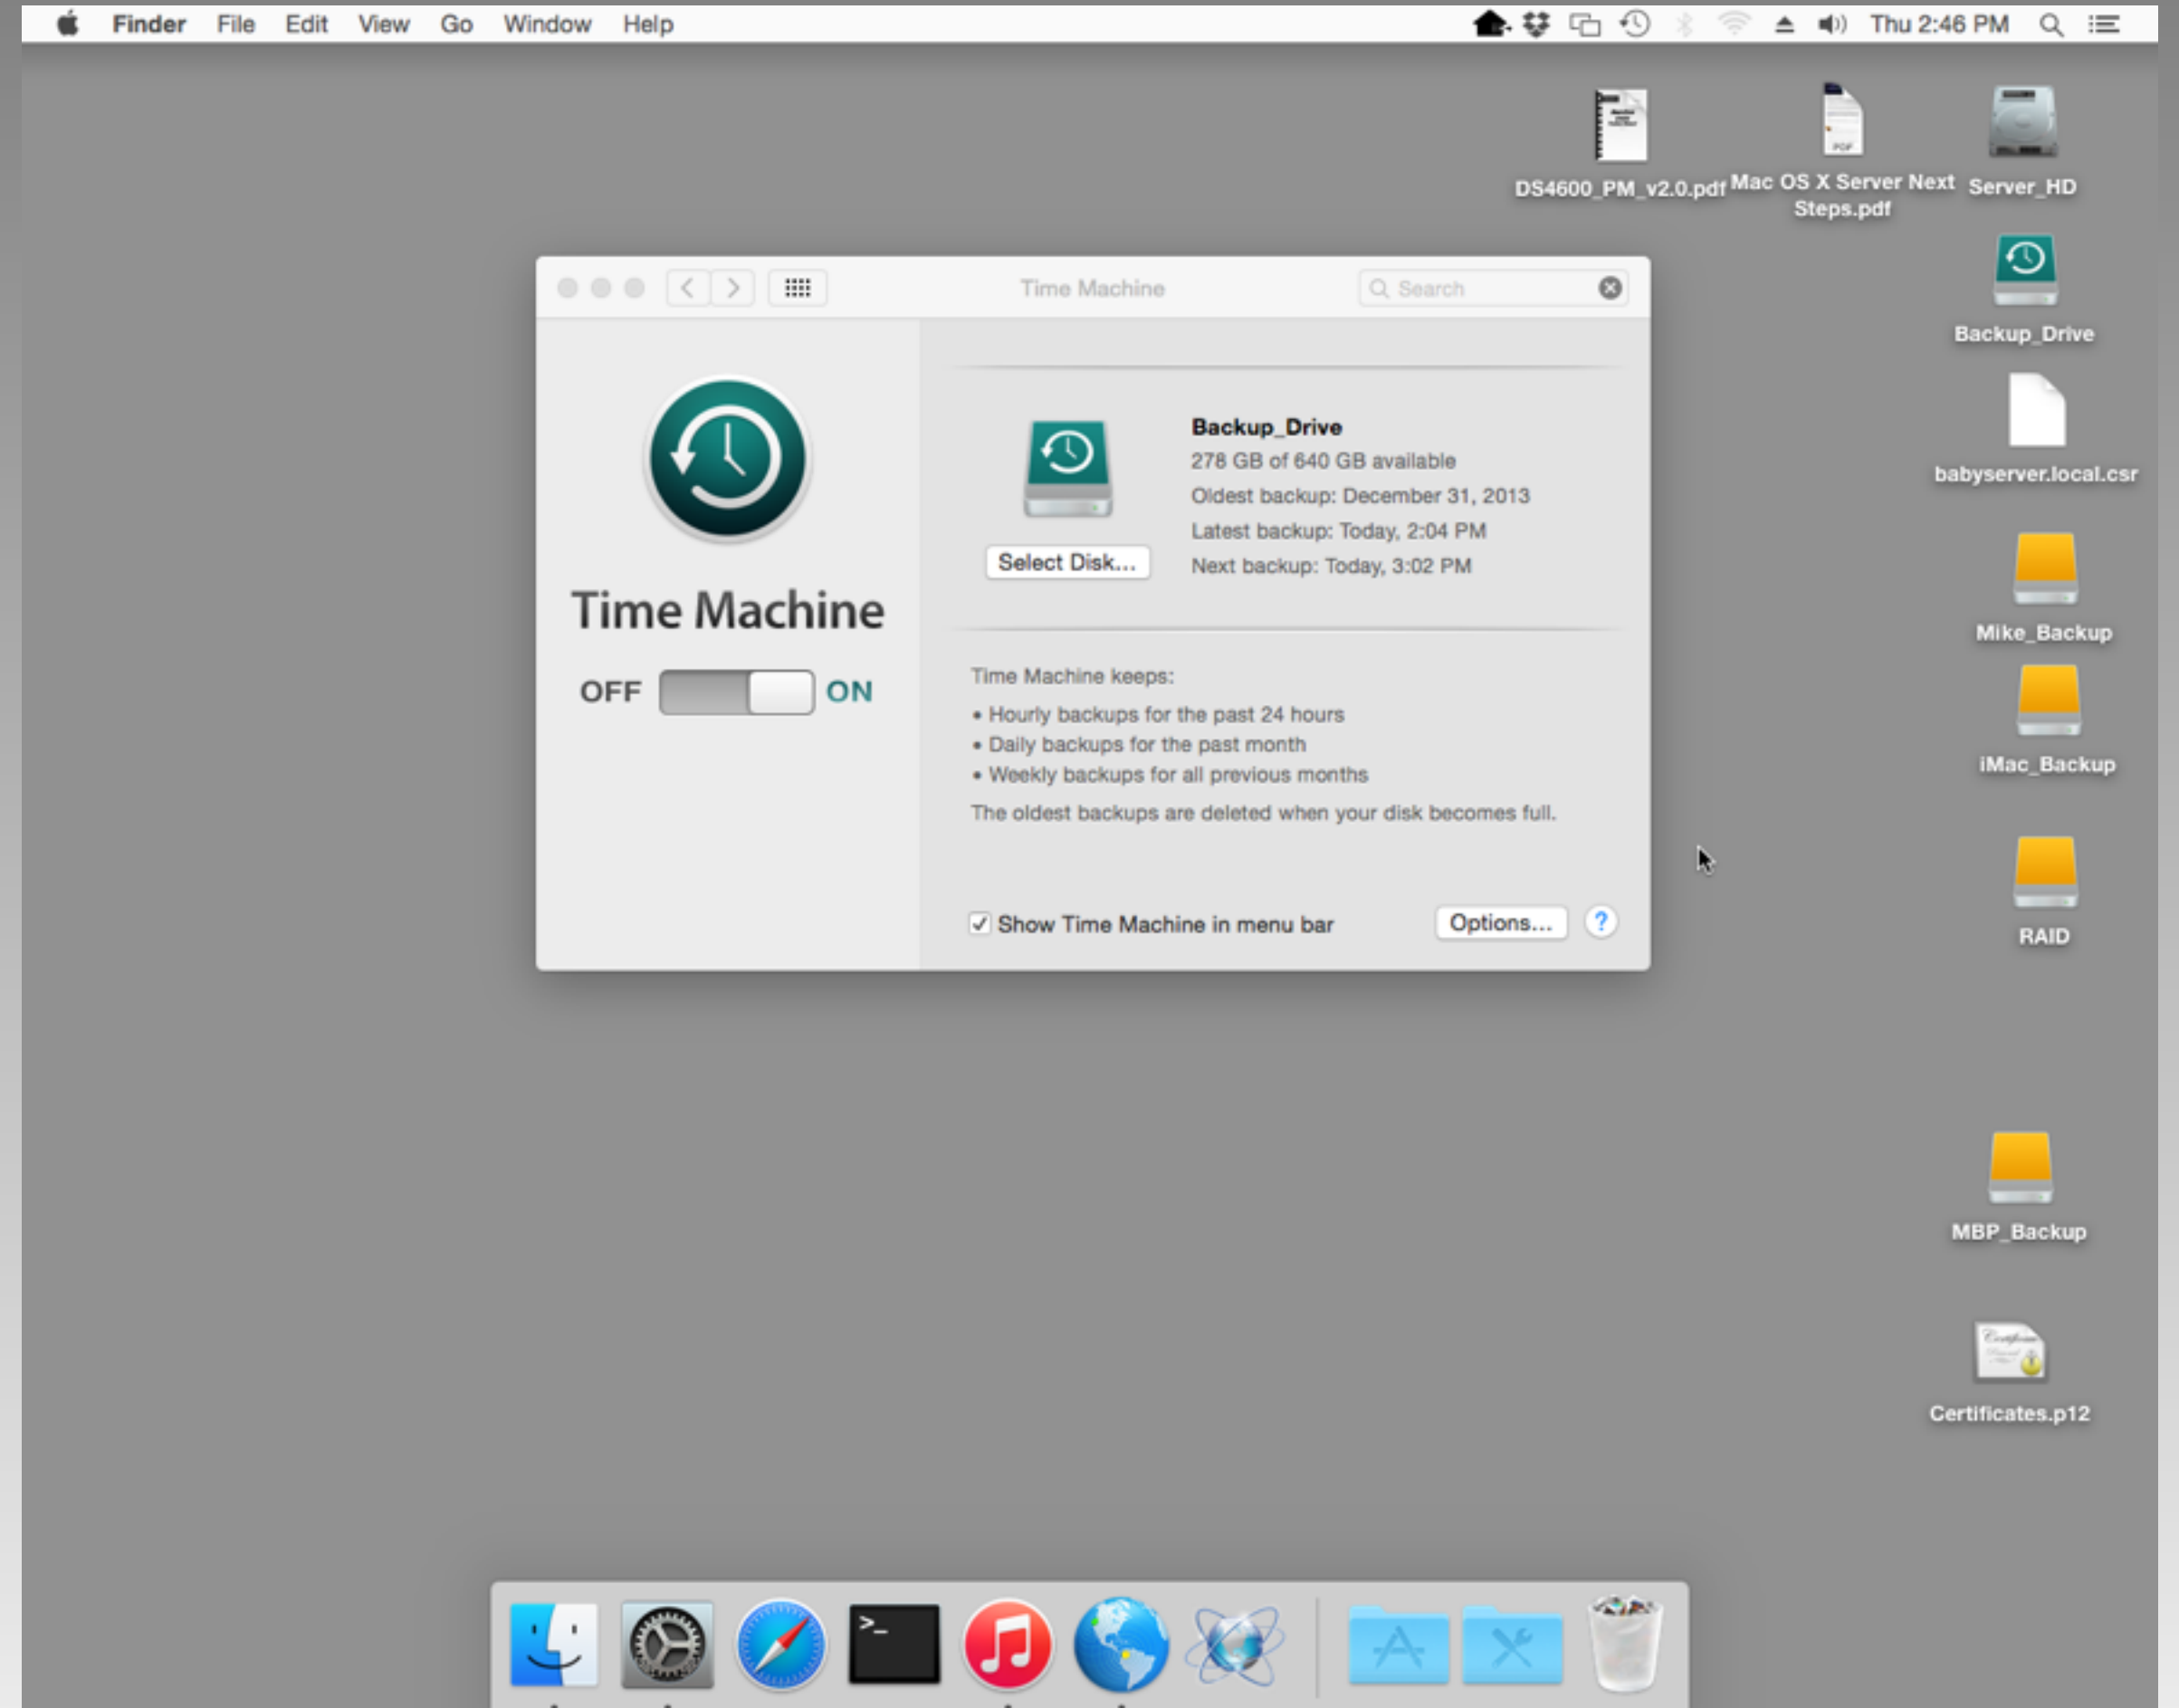 Finder File Edit View Go Window Help Thu 2:46 PM
DS4600_PM_v2.0.pdf
Mac OS X Server Next
Steps.pdf
Server_HD
Time Machine
Search
Backup_Drive
Backup_Drive
278 GB of 640 GB available
Oldest backup: December 31, 2013
Latest backup: Today, 2:04 PM
Next backup: Today, 3:02 PM
Select Disk...
babyserver.local.csr
Time Machine
OFF ON
Mike_Backup
Time Machine keeps:
• Hourly backups for the past 24 hours
• Daily backups for the past month
• Weekly backups for all previous months
The oldest backups are deleted when your disk becomes full.
iMac_Backup
Show Time Machine in menu bar
Options...
?
RAID
MBP_Backup
Certificates.p12
PDF
>_